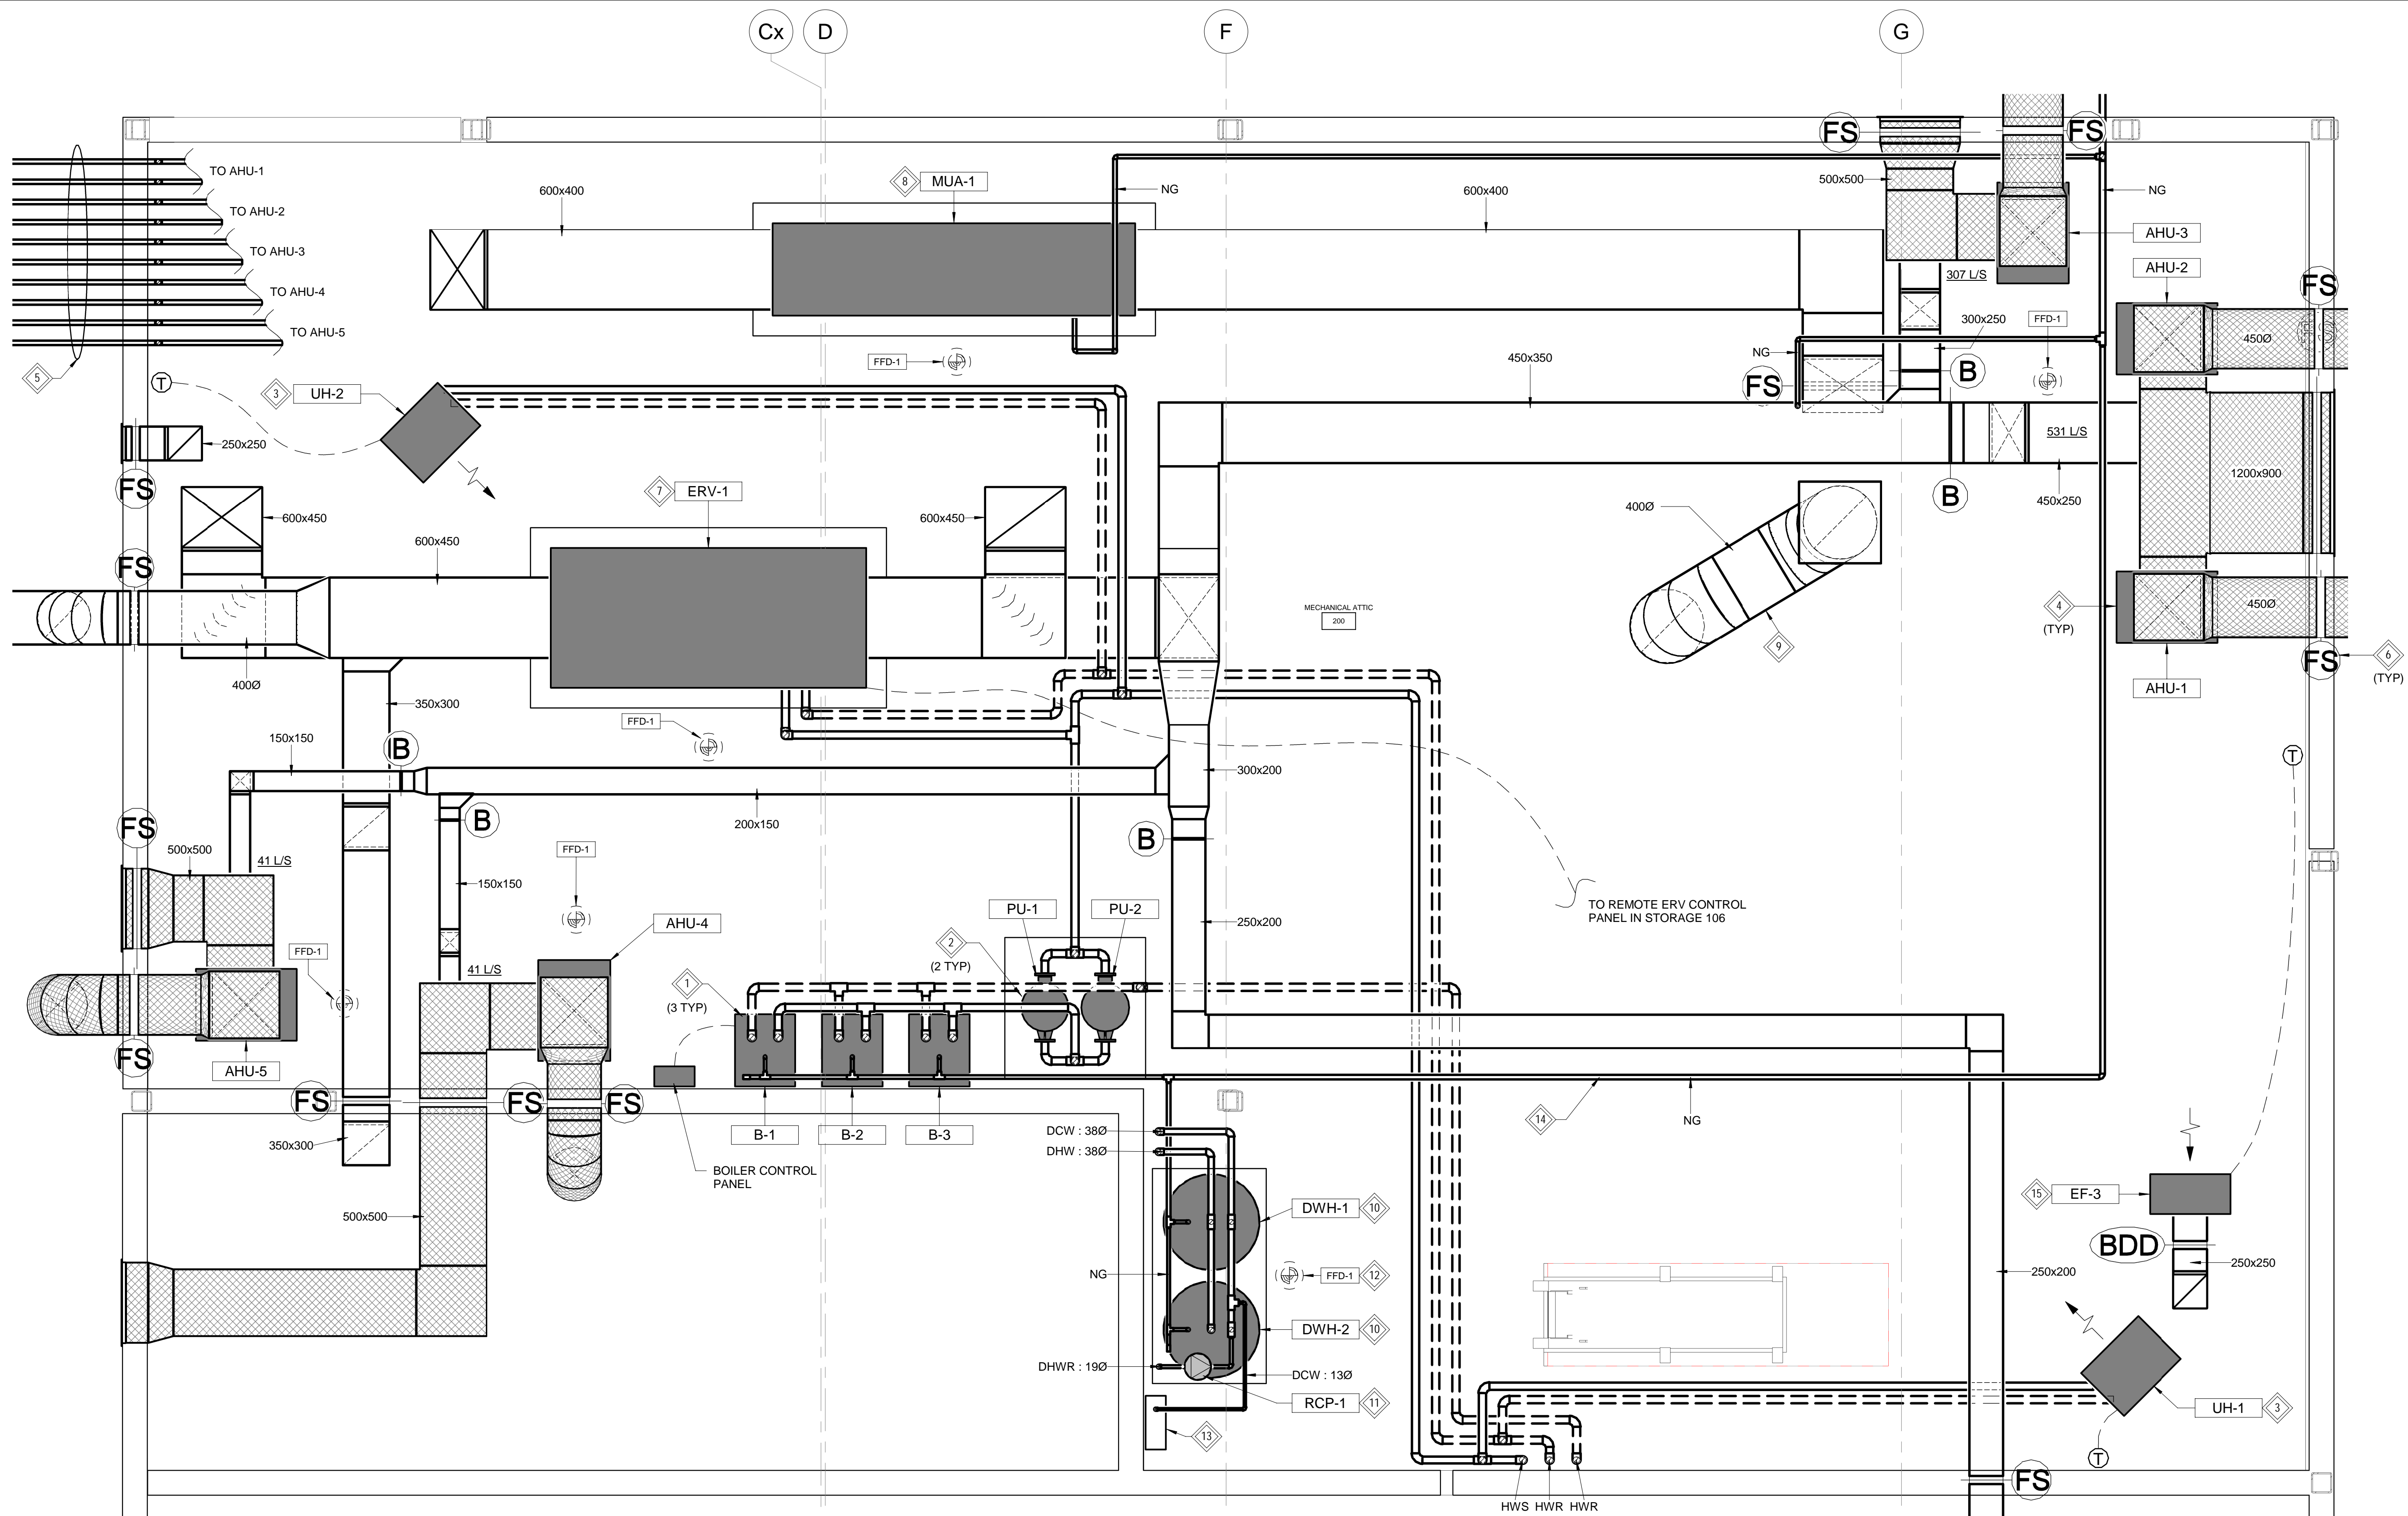 Cx
D
F
G
FS
FS
TO AHU-1
TO AHU-2
TO AHU-3
TO AHU-4
TO AHU-5
5
600x400
8
MUA-1
NG
600x400
500x500
NG
AHU-3
AHU-2
307 L/S
FS
300x250
FFD-1
450Ø
T
3
UH-2
FFD-1
450x350
NG
FS
B
250x250
FS
531 L/S
1200x900
450x250
B
7
ERV-1
600x450
600x450
600x450
400Ø
FS
MECHANICAL ATTIC
200
4
(TYP)
450Ø
9
FS
6
(TYP)
AHU-1
400Ø
350x300
FFD-1
150x150
B
300x200
T
200x150
B
B
FS
500x500
41 L/S
FFD-1
150x150
PU-1
PU-2
250x200
TO REMOTE ERV CONTROL
PANEL IN STORAGE 106
AHU-4
FFD-1
41 L/S
2
(2 TYP)
1
(3 TYP)
FS
AHU-5
FS
FS
FS
B-1
B-2
B-3
DCW : 38Ø
DHW : 38Ø
14
NG
350x300
BOILER CONTROL
PANEL
500x500
DWH-1
10
15
EF-3
BDD
NG
FFD-1
12
250x200
250x250
DWH-2
10
DHWR : 19Ø
DCW : 13Ø
RCP-1
11
13
UH-1
3
T
FS
HWS
HWR
HWR